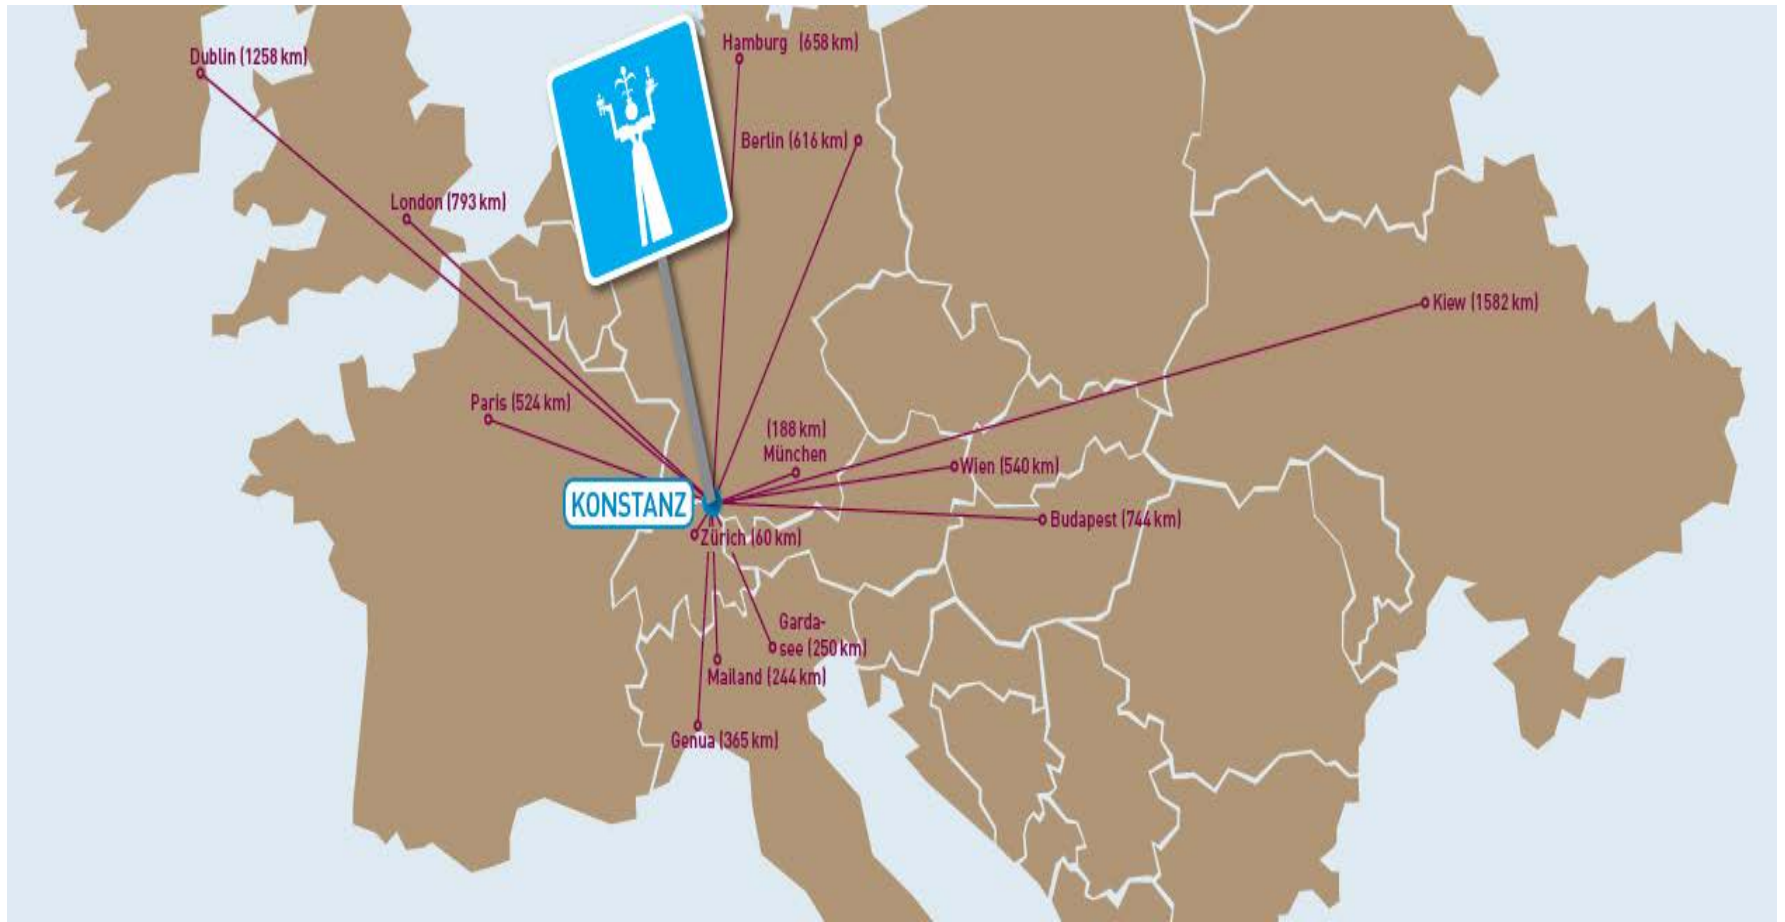 Dublin (1258 km)
Hamburg (658 km)
Berlin (616 km)
London (793 km)
Kiew (1582 km)
Paris (524 km)
(188 km)
München
Wien (540 km)
KONSTANZ
Budapest (744 km)
Zürich (60 km)
Garda-
see (250 km)
Mailand (244 km)
Genua (365 km)